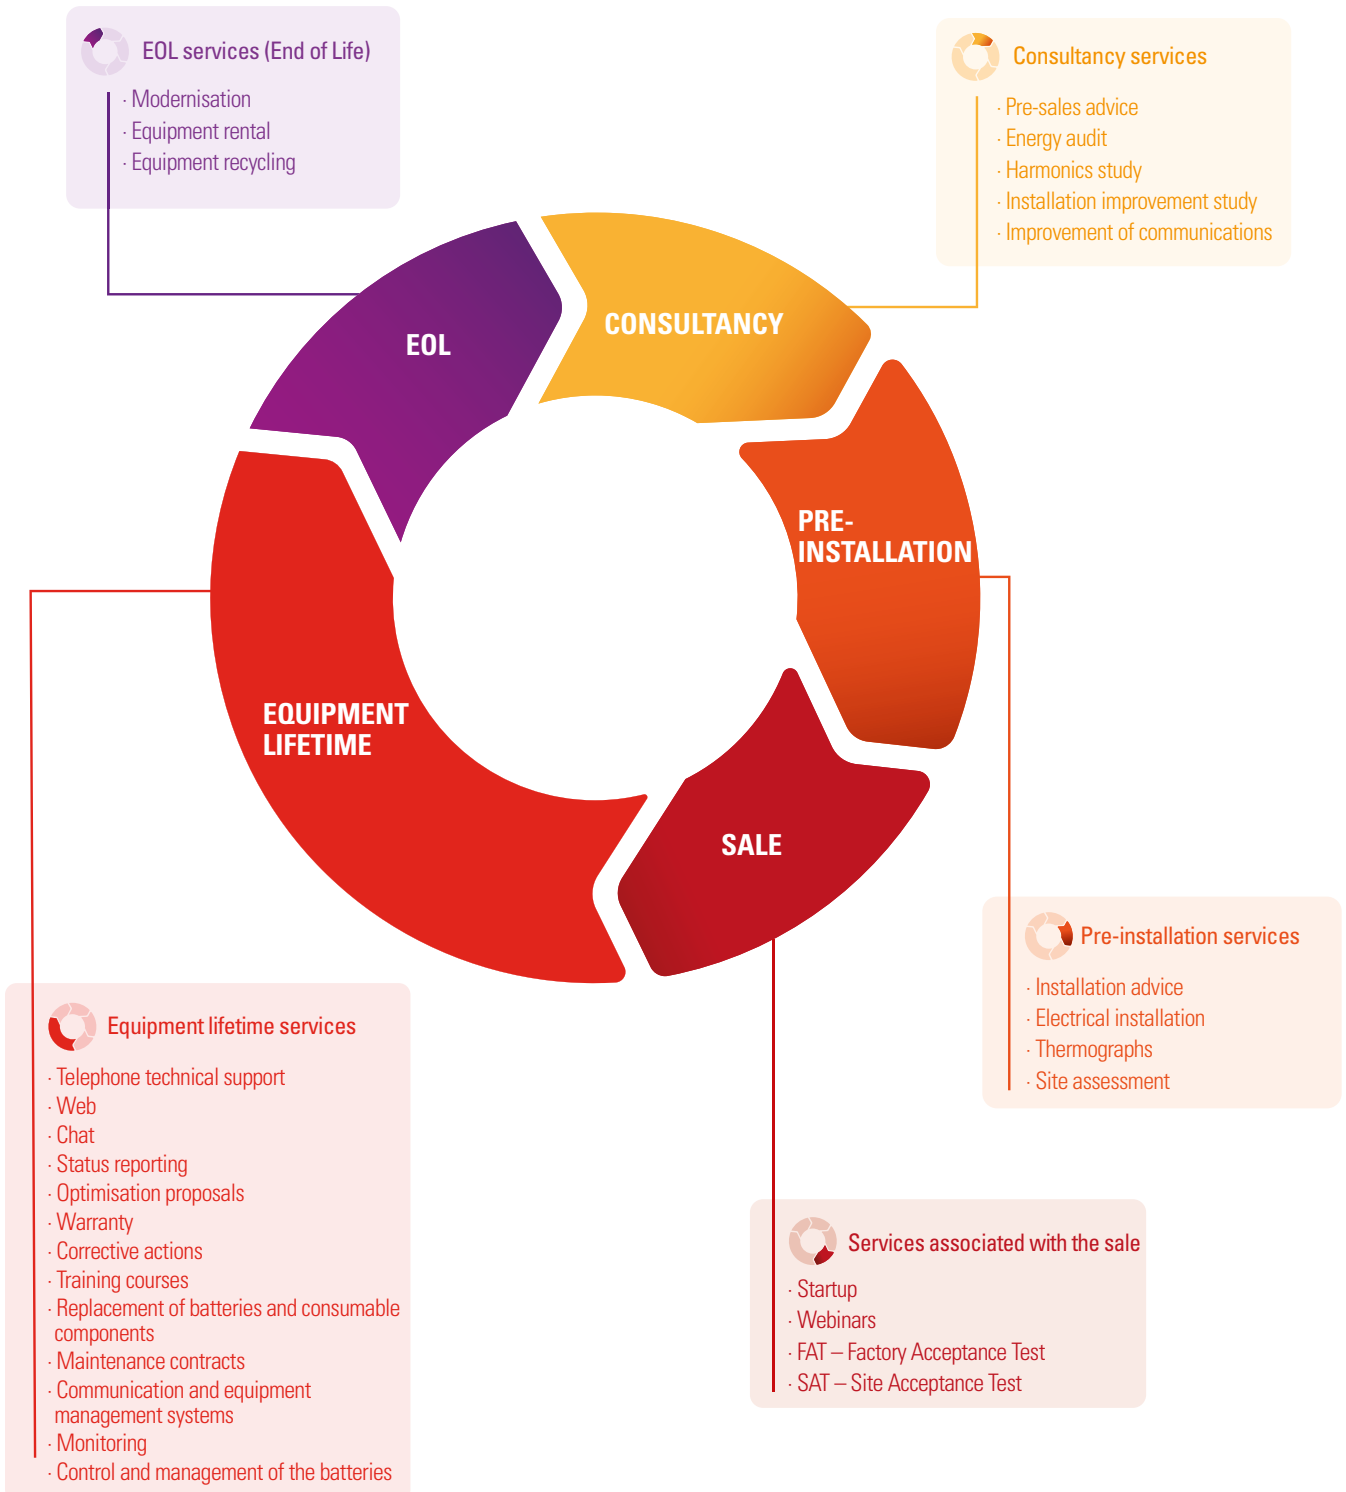 EOL services (End of Life)
· Modernisation
· Equipment rental
· Equipment recycling
Consultancy services
· Pre-sales advice
· Energy audit
· Harmonics study
· Installation improvement study
· Improvement of communications
EOL
CONSULTANCY
PRE-
INSTALLATION
EQUIPMENT
LIFETIME
SALE
Pre-installation services
· Installation advice
· Electrical installation
· Thermographs
· Site assessment
Equipment lifetime services
· Telephone technical support
· Web
· Chat
· Status reporting
· Optimisation proposals
· Warranty
· Corrective actions
· Training courses
· Replacement of batteries and consumable
components
· Maintenance contracts
· Communication and equipment
management systems
· Monitoring
· Control and management of the batteries
Services associated with the sale
· Startup
· Webinars
· FAT – Factory Acceptance Test
· SAT – Site Acceptance Test